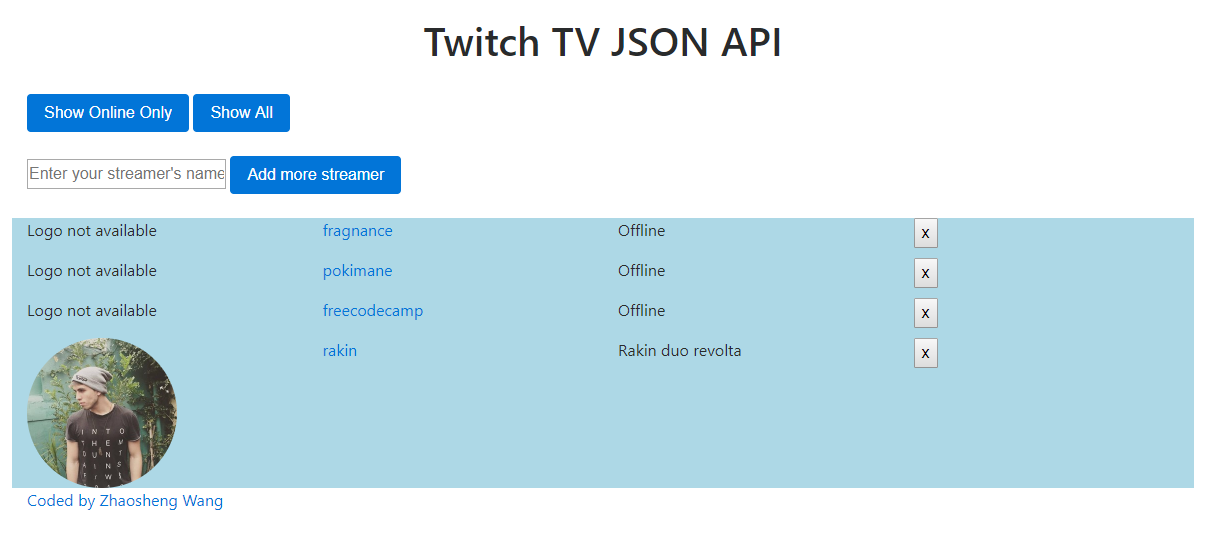 Twitch TV JSON API
Show Online Only Show All
Enter your streamer's name Add more streamer
Logo not available fragnance Offline x
Logo not available pokimane Offline x
Logo not available freecodecamp Offline x
rakin Rakin duo revolta x
Coded by Zhaosheng Wang